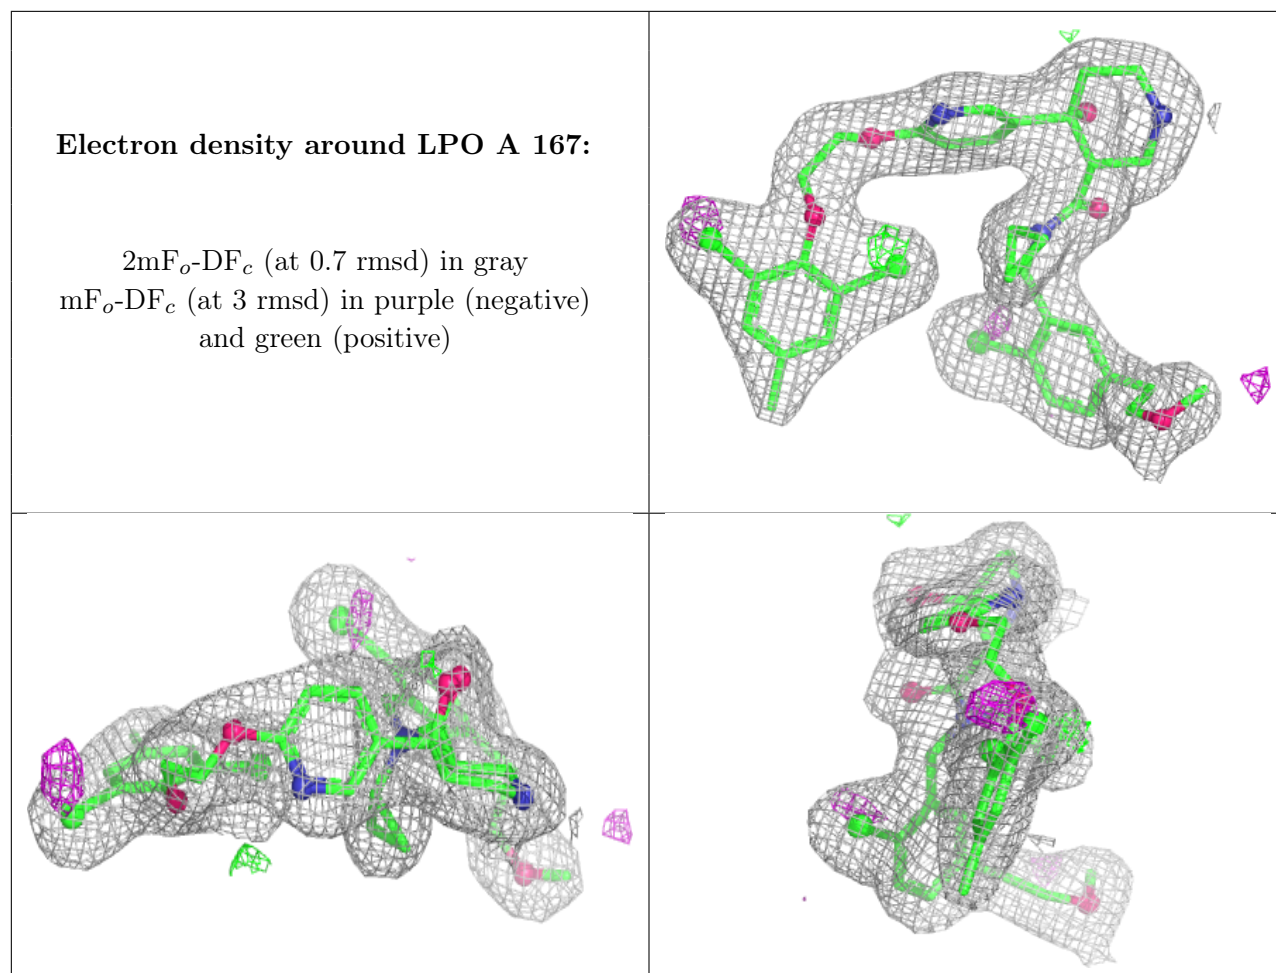 Electron density around LPO A 167:
2mFₒ-DF𝒸 (at 0.7 rmsd) in gray
mFₒ-DF𝒸 (at 3 rmsd) in purple (negative)
and green (positive)